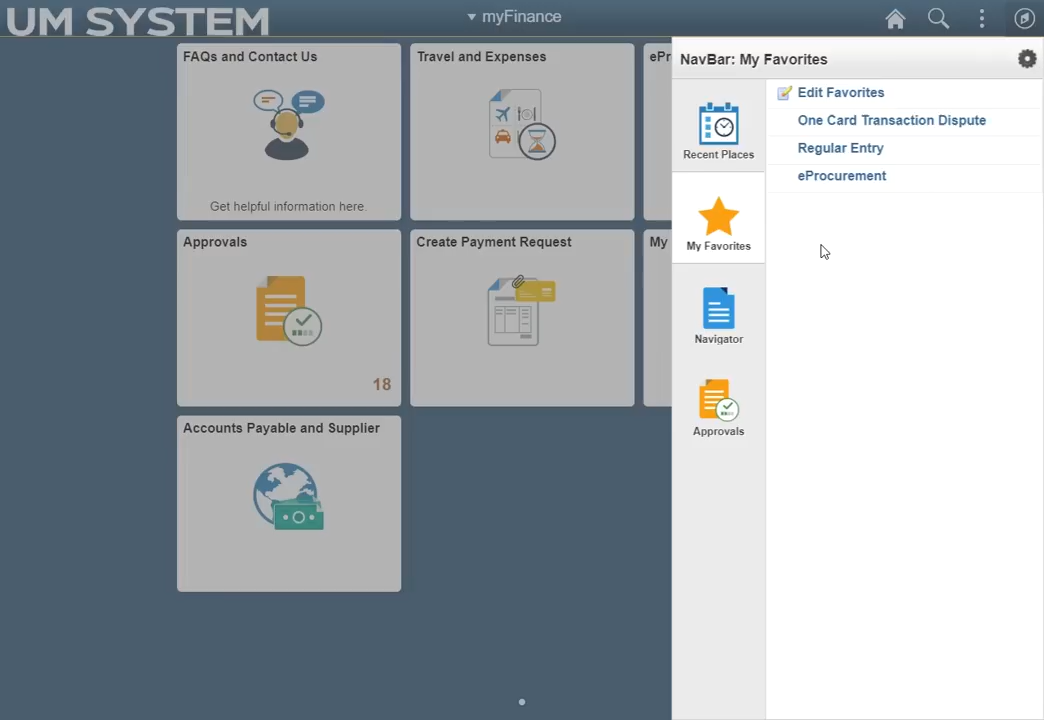 UM SYSTEM
myFinance
FAQs and Contact Us
Get helpful information here.
Travel and Expenses
ePr
Approvals
18
Create Payment Request
My
Accounts Payable and Supplier
NavBar: My Favorites
Recent Places
My Favorites
Navigator
Approvals
Edit Favorites
One Card Transaction Dispute
Regular Entry
eProcurement